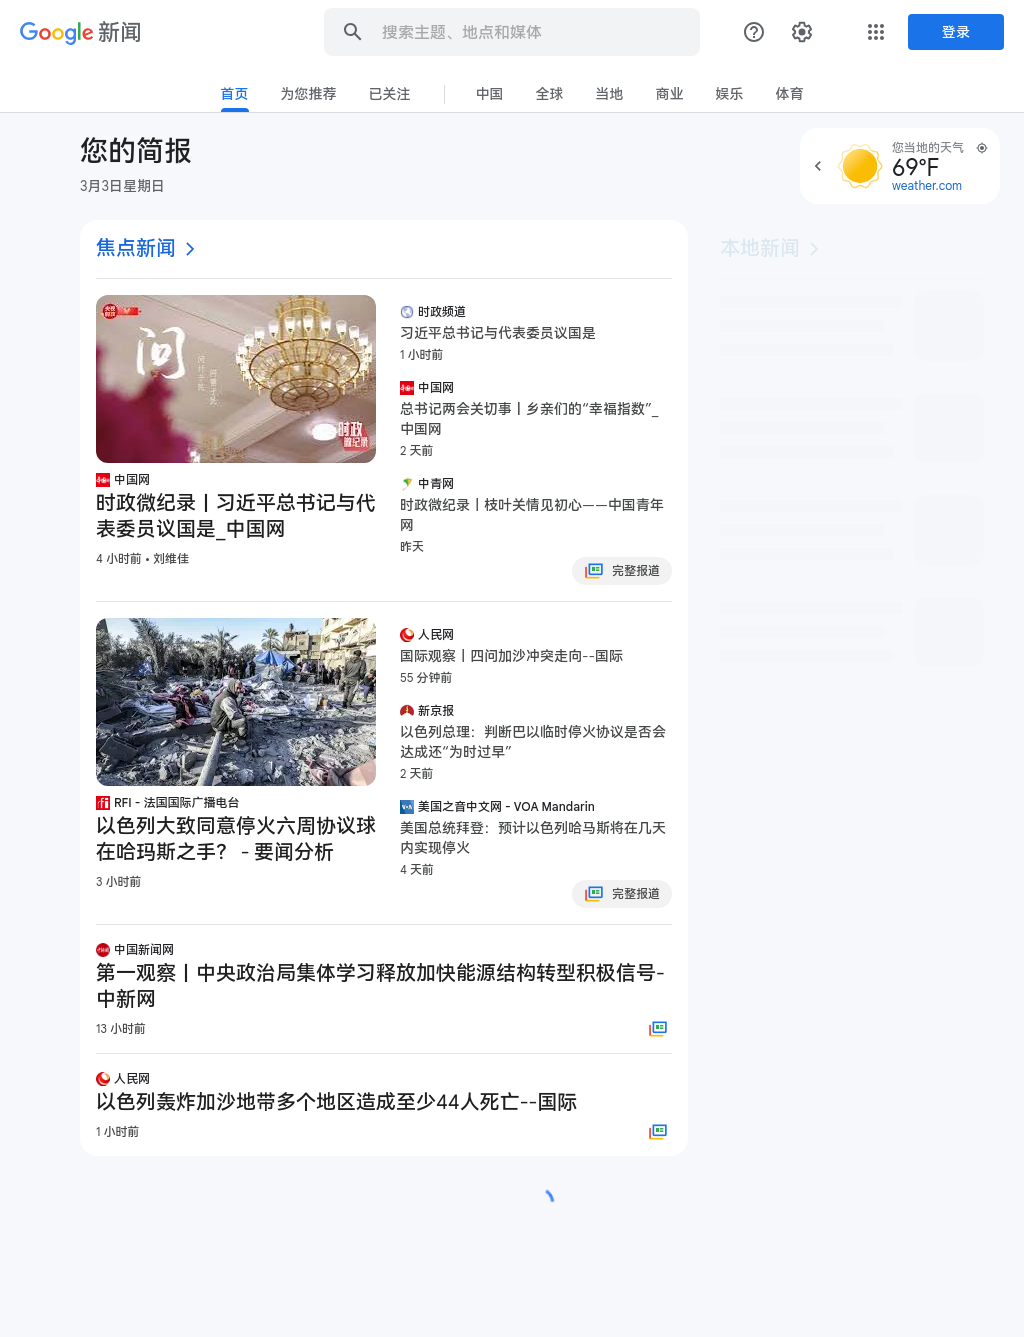 Google 新闻
搜索主题、地点和媒体
登录
首页
为您推荐
已关注
中国
全球
当地
商业
娱乐
体育
您的简报
3月3日星期日
您当地的天气
69°F
weather.com
焦点新闻
本地新闻
问
时政
微纪录
中国网
时政微纪录丨习近平总书记与代
表委员议国是_中国网
4 小时前 • 刘维佳
时政频道
习近平总书记与代表委员议国是
1 小时前
中国网
总书记两会关切事丨乡亲们的“幸福指数”_
中国网
2 天前
中青网
时政微纪录丨枝叶关情见初心——中国青年
网
昨天
完整报道
RFI - 法国国际广播电台
以色列大致同意停火六周协议球
在哈玛斯之手？ - 要闻分析
3 小时前
人民网
国际观察丨四问加沙冲突走向--国际
55 分钟前
新京报
以色列总理：判断巴以临时停火协议是否会
达成还“为时过早”
2 天前
美国之音中文网 - VOA Mandarin
美国总统拜登：预计以色列哈马斯将在几天
内实现停火
4 天前
完整报道
中国新闻网
第一观察丨中央政治局集体学习释放加快能源结构转型积极信号-
中新网
13 小时前
人民网
以色列轰炸加沙地带多个地区造成至少44人死亡--国际
1 小时前